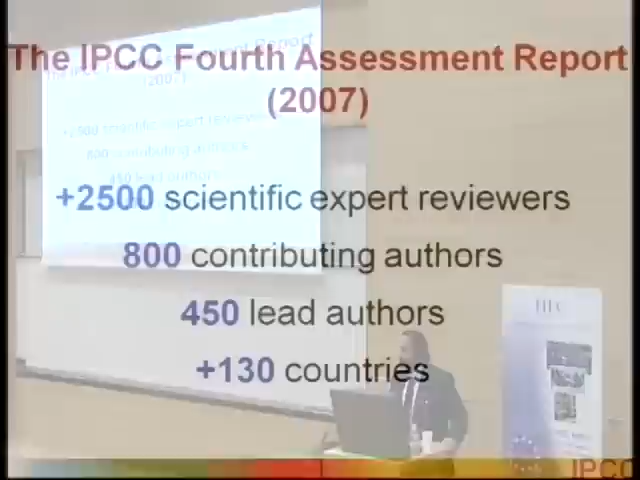 The IPCC Fourth Assessment Report
(2007)
+2500 scientific expert reviewers
800 contributing authors
450 lead authors
+130 countries
IPCC